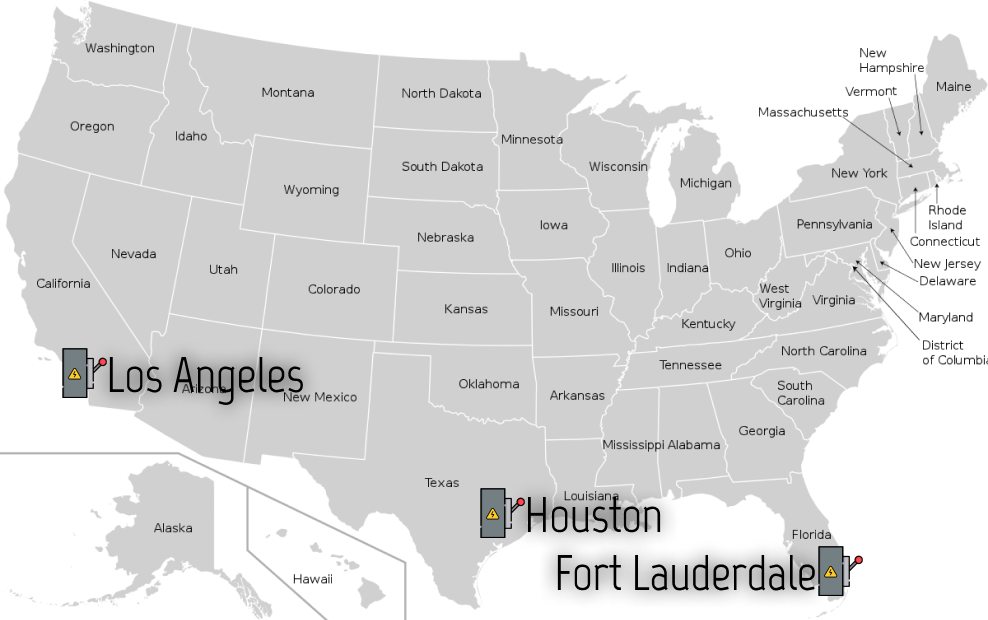 Washington
Montana
North Dakota
Minnesota
Oregon
Idaho
Wyoming
South Dakota
Wisconsin
Michigan
New
Hampshire
Vermont
Massachusetts
Maine
New York
Rhode
Island
Connecticut
New Jersey
Delaware
Maryland
District
of Columbia
Pennsylvania
Nevada
Utah
Colorado
Nebraska
Iowa
Illinois
Indiana
Ohio
West
Virginia
Virginia
California
Kansas
Missouri
Kentucky
Tennessee
North Carolina
South
Carolina
Los Angeles
Arizona
New Mexico
Oklahoma
Arkansas
Mississippi
Alabama
Georgia
Texas
Louisiana
Houston
Florida
Fort Lauderdale
Alaska
Hawaii